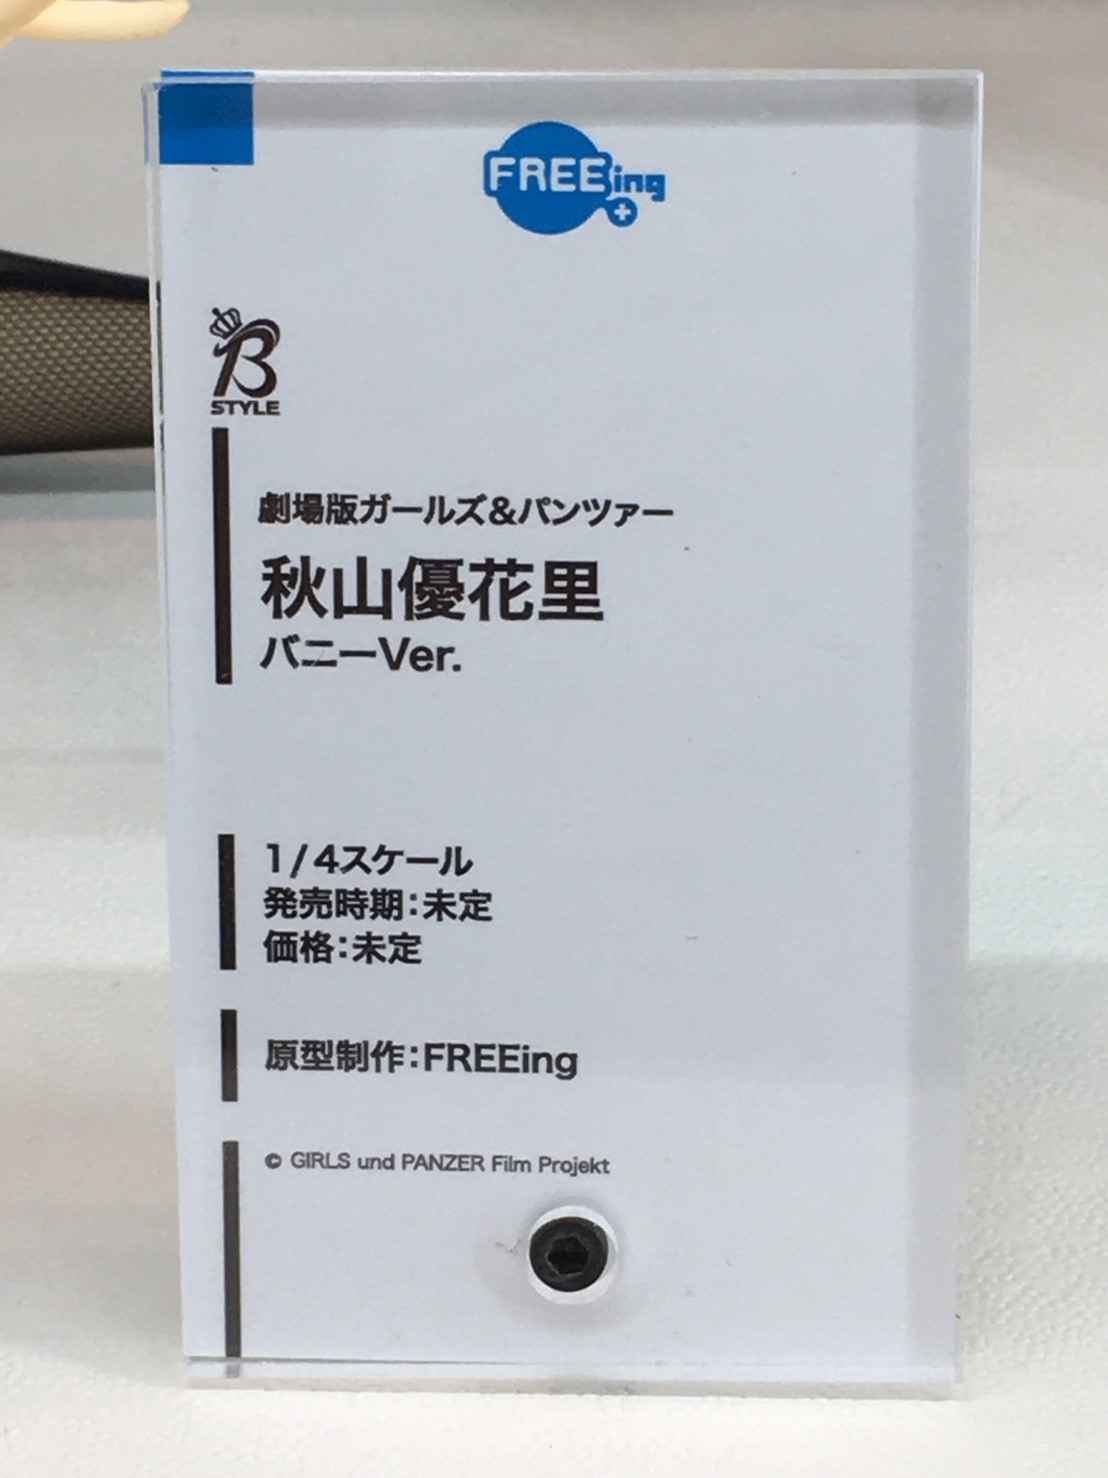 FREEing
B
STYLE
劇場版ガールズ&パンツァー
秋山優花里
バニーVer.
1/4スケール
発売時期:未定
価格:未定
原型制作:FREEing
© GIRLS und PANZER Film Projekt